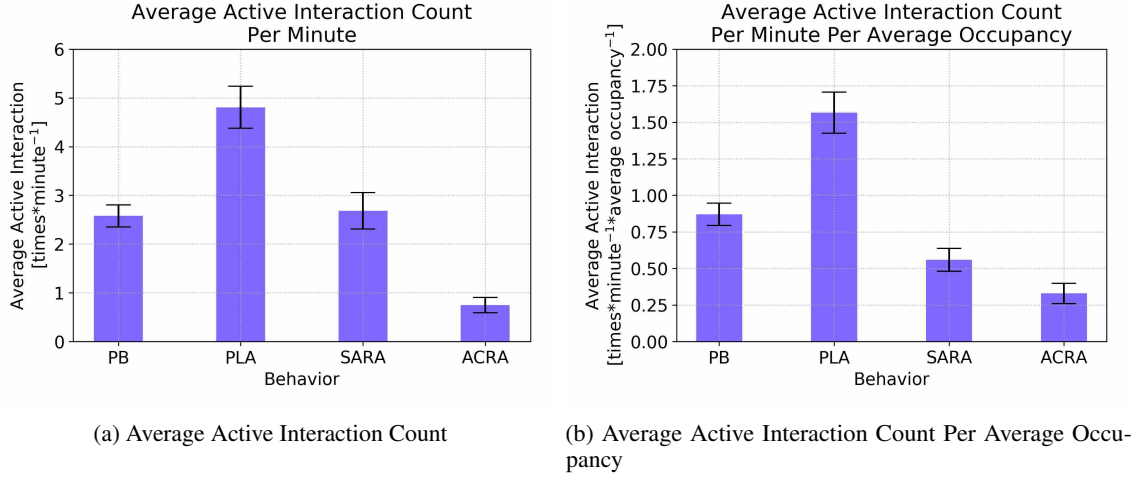 Average Active Interaction Count
Per Minute
Average Active Interaction
[times*minute⁻¹]
6
5
4
3
2
1
0
PB
PLA
SARA
ACRA
Behavior
(a) Average Active Interaction Count
Average Active Interaction Count
Per Minute Per Average Occupancy
Average Active Interaction
[times*minute⁻¹*average occupancy⁻¹]
2.00
1.75
1.50
1.25
1.00
0.75
0.50
0.25
0.00
PB
PLA
SARA
ACRA
Behavior
(b) Average Active Interaction Count Per Average Occu-
pancy